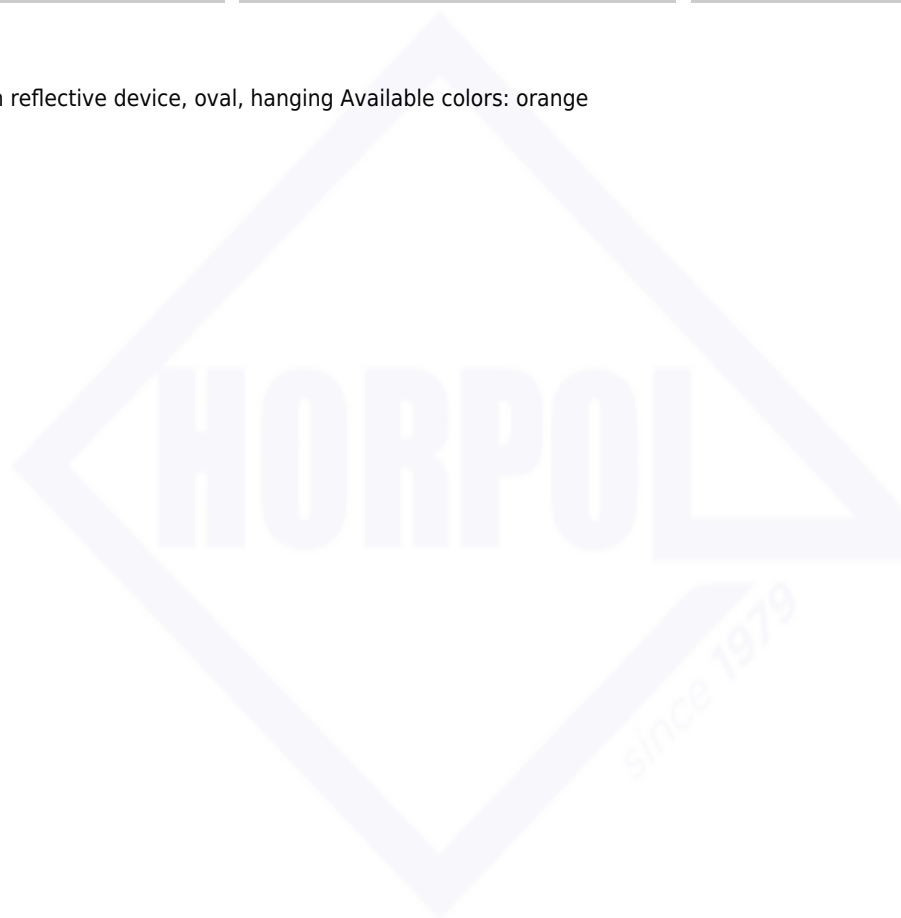 reflective device, oval, hanging Available colors: orange
HORPOL
since 1979